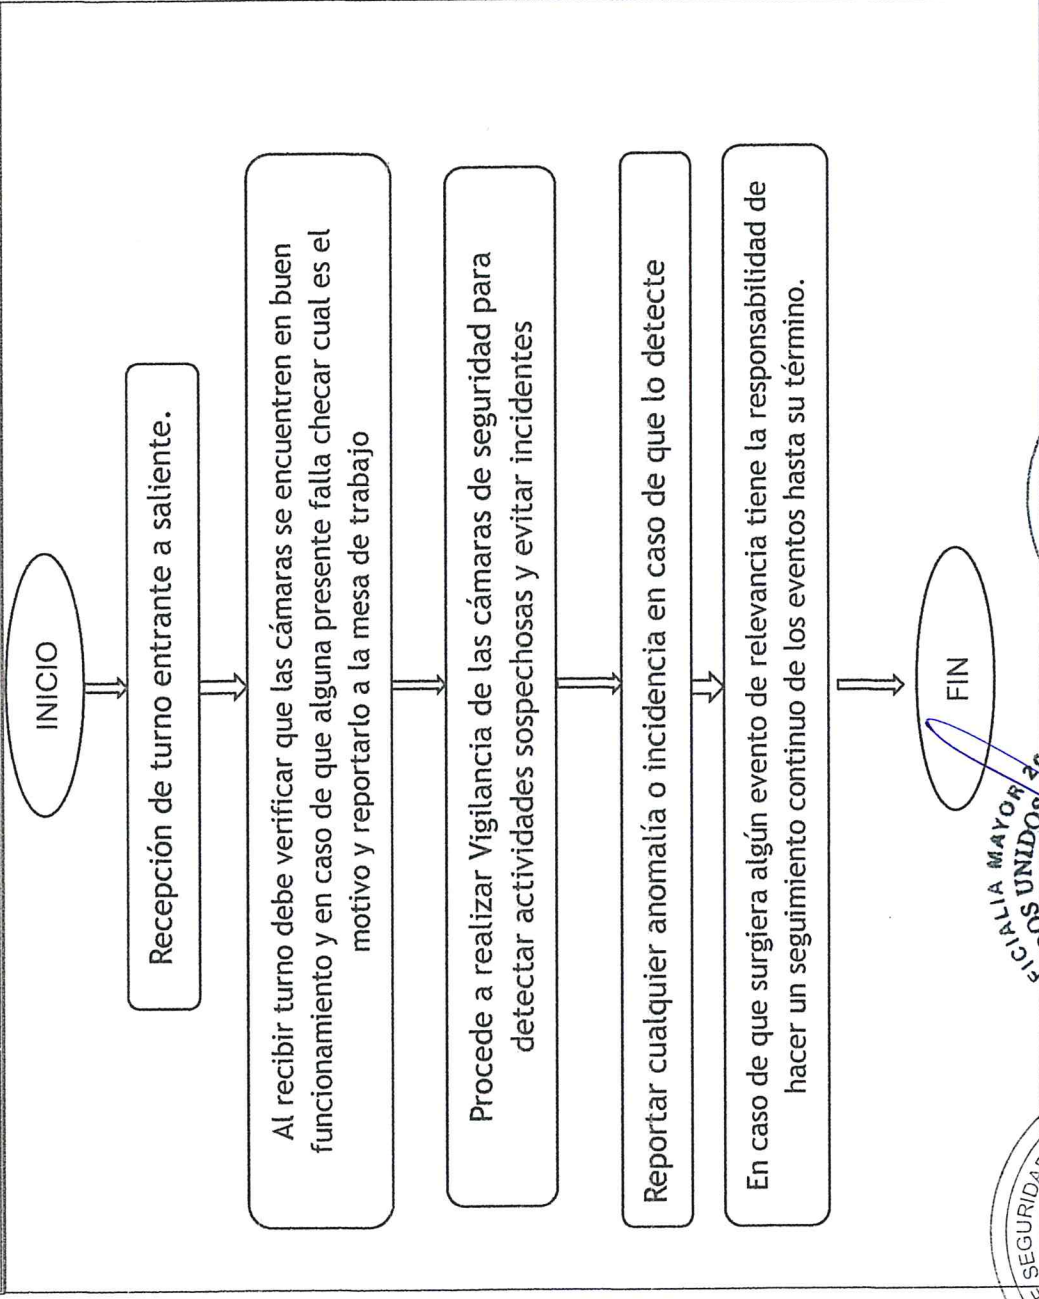 INICIO
Recepción de turno entrante a saliente.
Al recibir turno debe verificar que las cámaras se encuentren en buen
funcionamiento y en caso de que alguna presente falla checar cual es el
motivo y reportarlo a la mesa de trabajo
Procede a realizar Vigilancia de las cámaras de seguridad para
detectar actividades sospechosas y evitar incidentes
Reportar cualquier anomalía o incidencia en caso de que lo detecte
En caso de que surgiera algún evento de relevancia tiene la responsabilidad de
hacer un seguimiento continuo de los eventos hasta su término.
FIN
MAYOR
UNIDOS